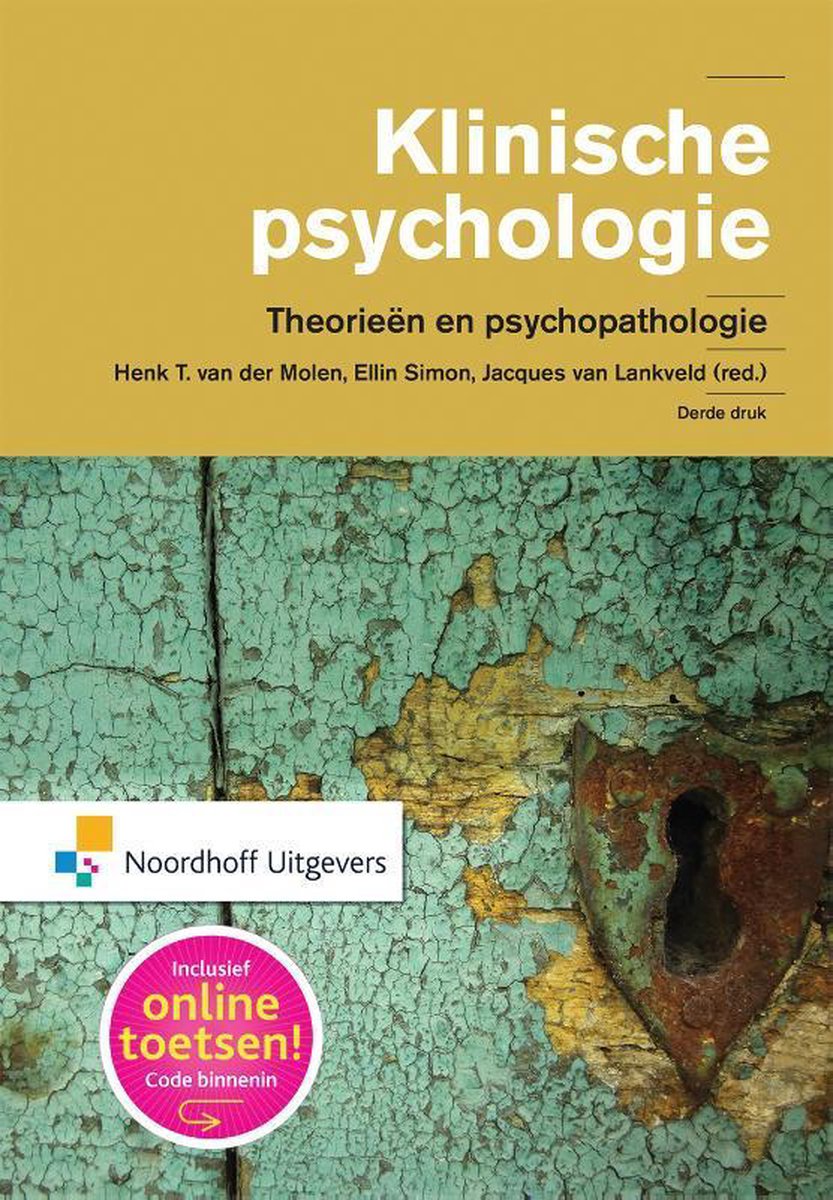 Klinische
psychologie
Theorieën en psychopathologie
Henk T. van der Molen, Ellin Simon, Jacques van Lankveld (red.)
Derde druk
Noordhoff Uitgevers
Inclusief
online
toetsen!
Code binnenin